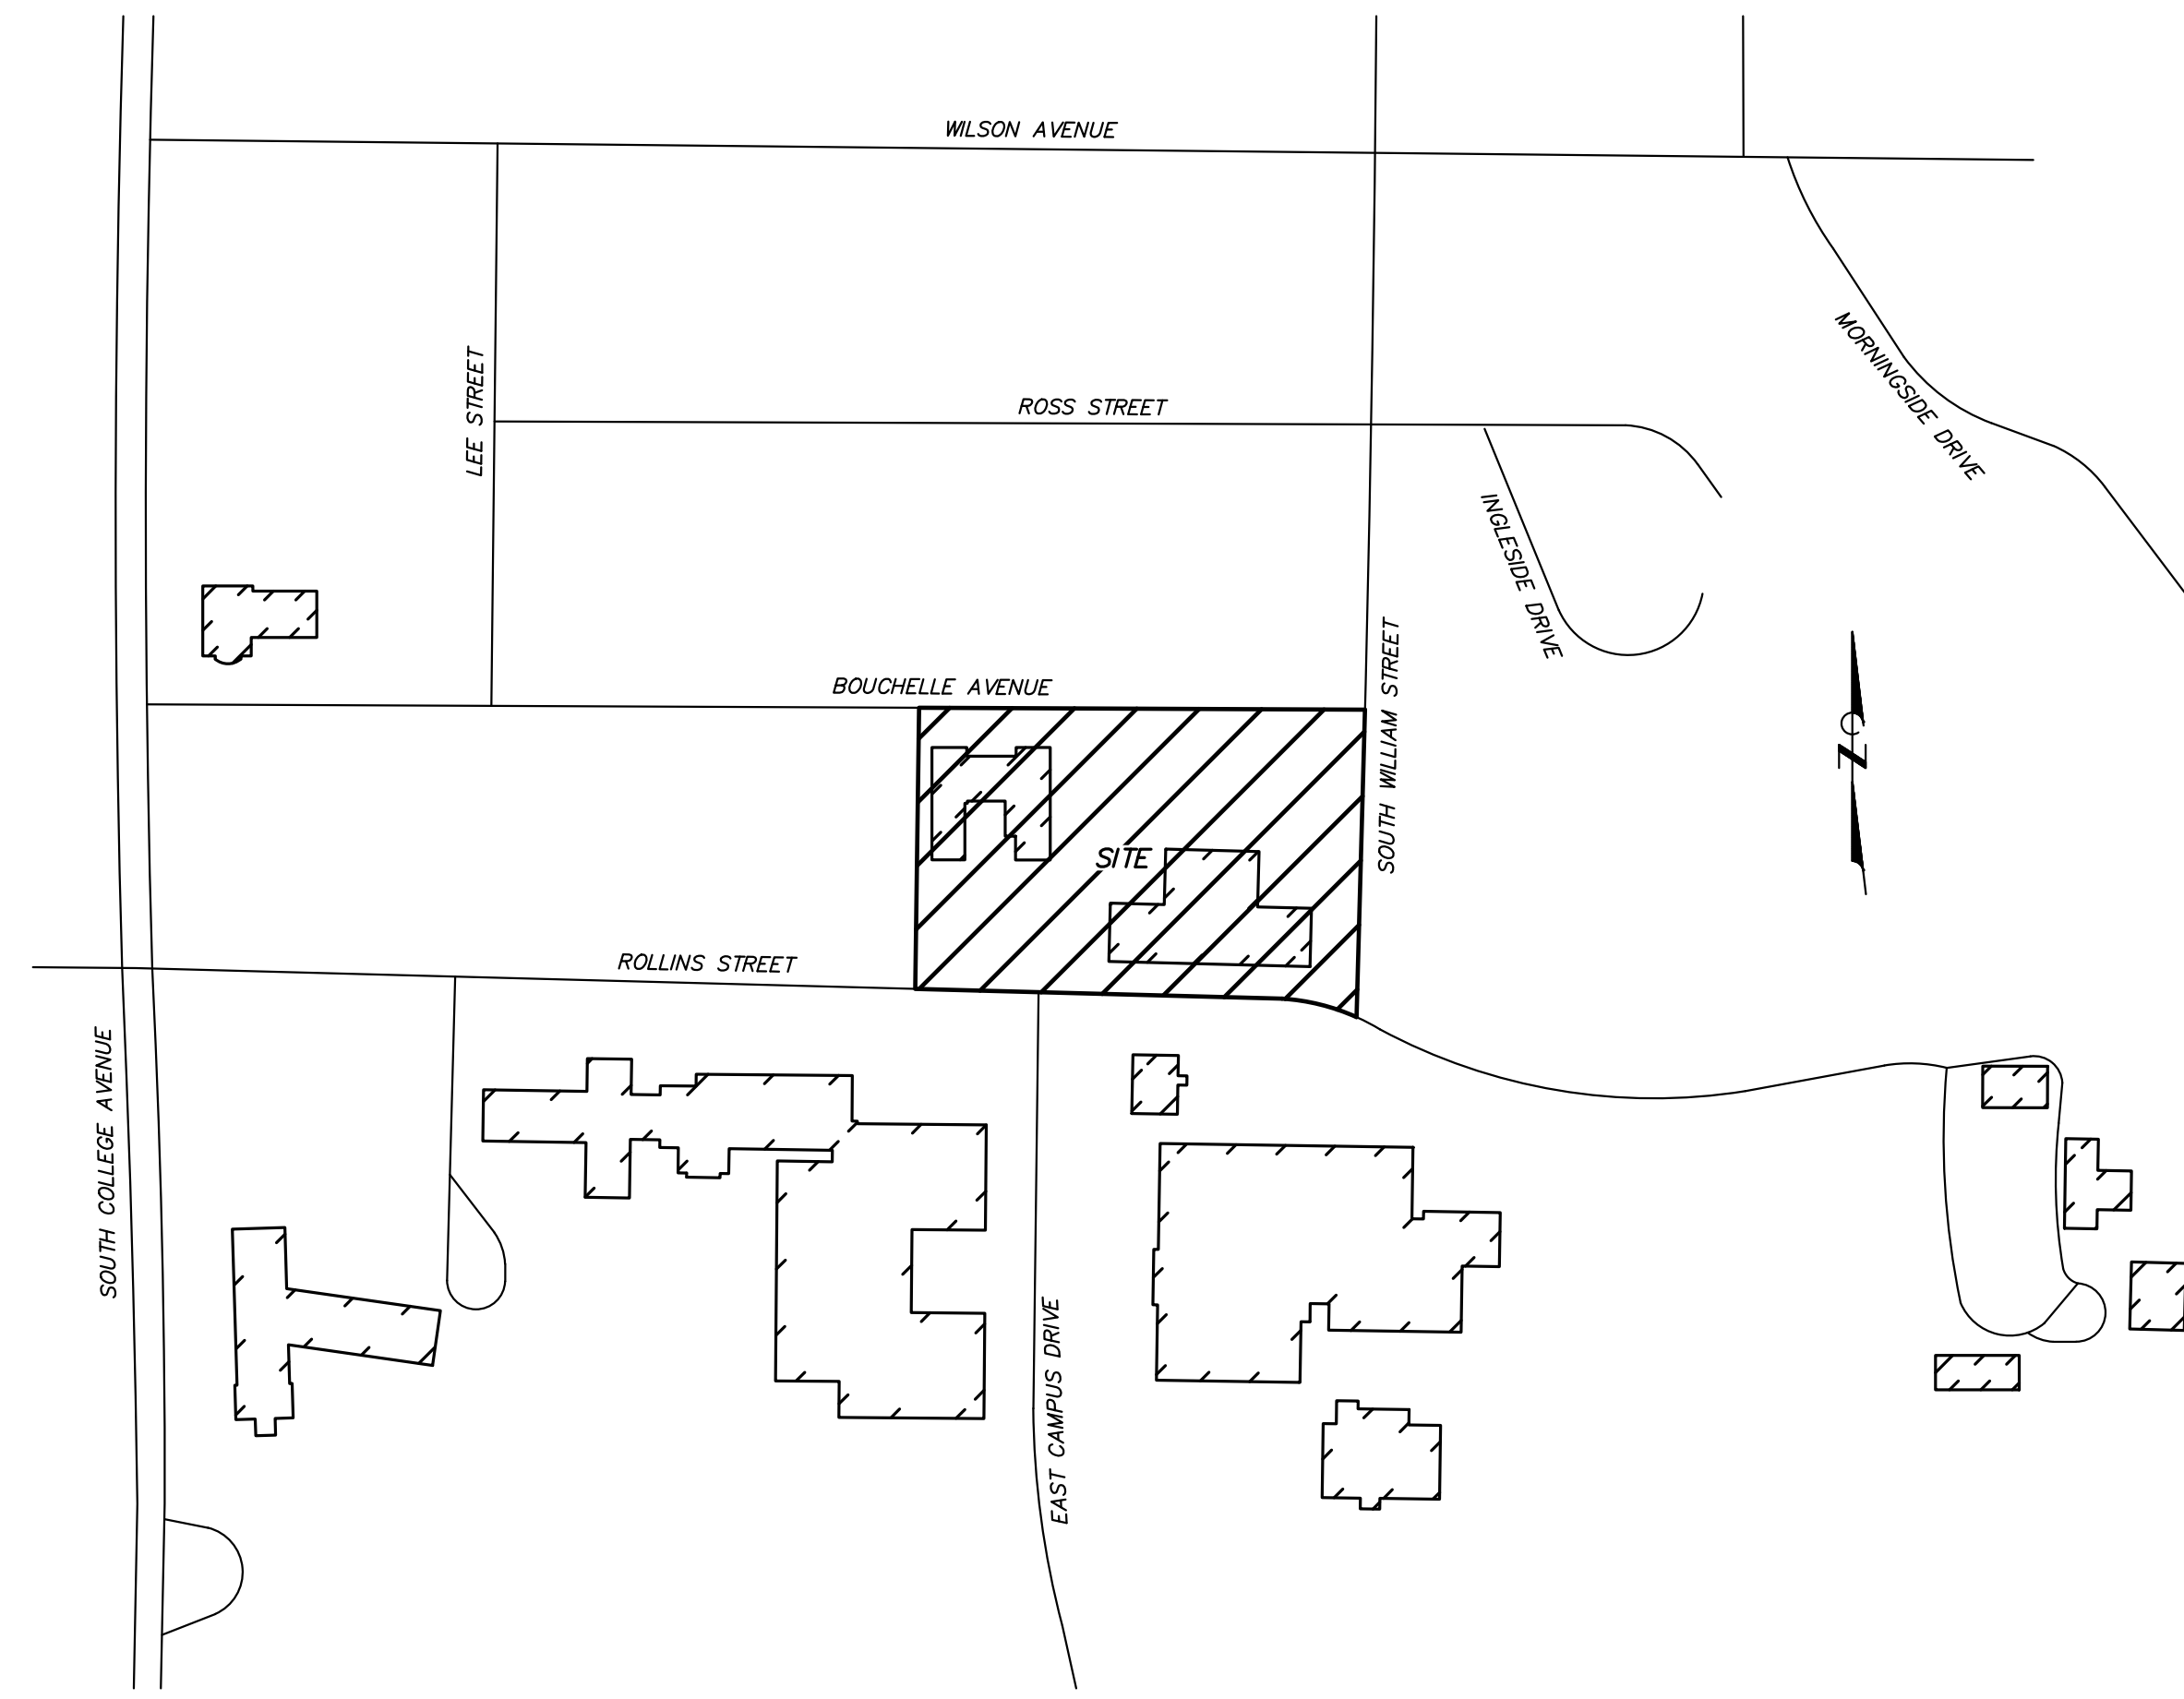 WILSON AVENUE
LEE STREET
ROSS STREET
MORNINGSIDE DRIVE
INGLESIDE DRIVE
BOUCHELLE AVENUE
SOUTH WILLIAM STREET
SITE
ROLLINS STREET
SOUTH COLLEGE AVENUE
EAST CAMPUS DRIVE
N